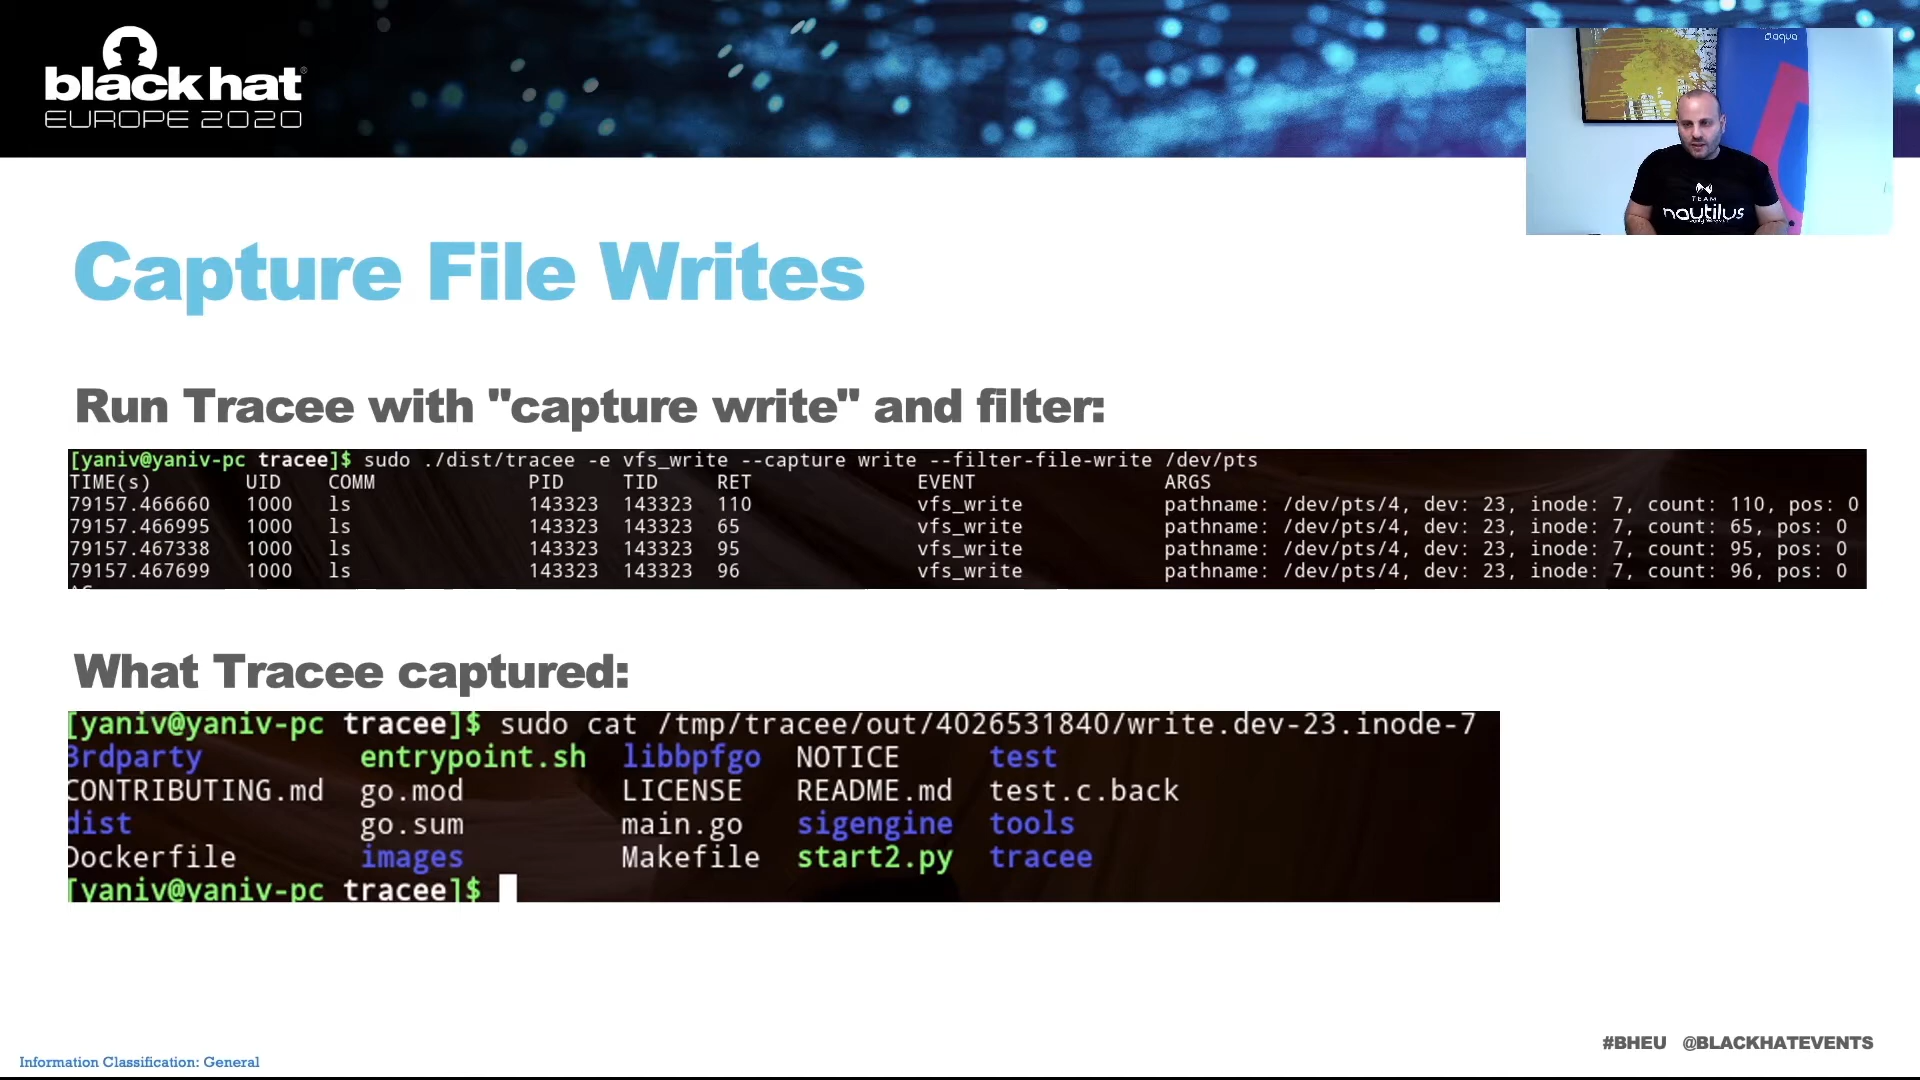 black hat®
EUROPE 2020
aqua
TEAM
nautilus
Capture File Writes
Run Tracee with "capture write" and filter:
[yaniv@yaniv-pc tracee]$ sudo ./dist/tracee -e vfs_write --capture write --filter-file-write /dev/pts
TIME(s) UID COMM PID TID RET EVENT ARGS
79157.466660 1000 ls 143323 143323 110 vfs_write pathname: /dev/pts/4, dev: 23, inode: 7, count: 110, pos: 0
79157.466995 1000 ls 143323 143323 65 vfs_write pathname: /dev/pts/4, dev: 23, inode: 7, count: 65, pos: 0
79157.467338 1000 ls 143323 143323 95 vfs_write pathname: /dev/pts/4, dev: 23, inode: 7, count: 95, pos: 0
79157.467699 1000 ls 143323 143323 96 vfs_write pathname: /dev/pts/4, dev: 23, inode: 7, count: 96, pos: 0
What Tracee captured:
[yaniv@yaniv-pc tracee]$ sudo cat /tmp/tracee/out/4026531840/write.dev-23.inode-7
3rdparty entrypoint.sh libbpfgo NOTICE test
CONTRIBUTING.md go.mod LICENSE README.md test.c.back
dist go.sum main.go sigengine tools
Dockerfile images Makefile start2.py tracee
[yaniv@yaniv-pc tracee]$
#BHEU @BLACKHATEVENTS
Information Classification: General